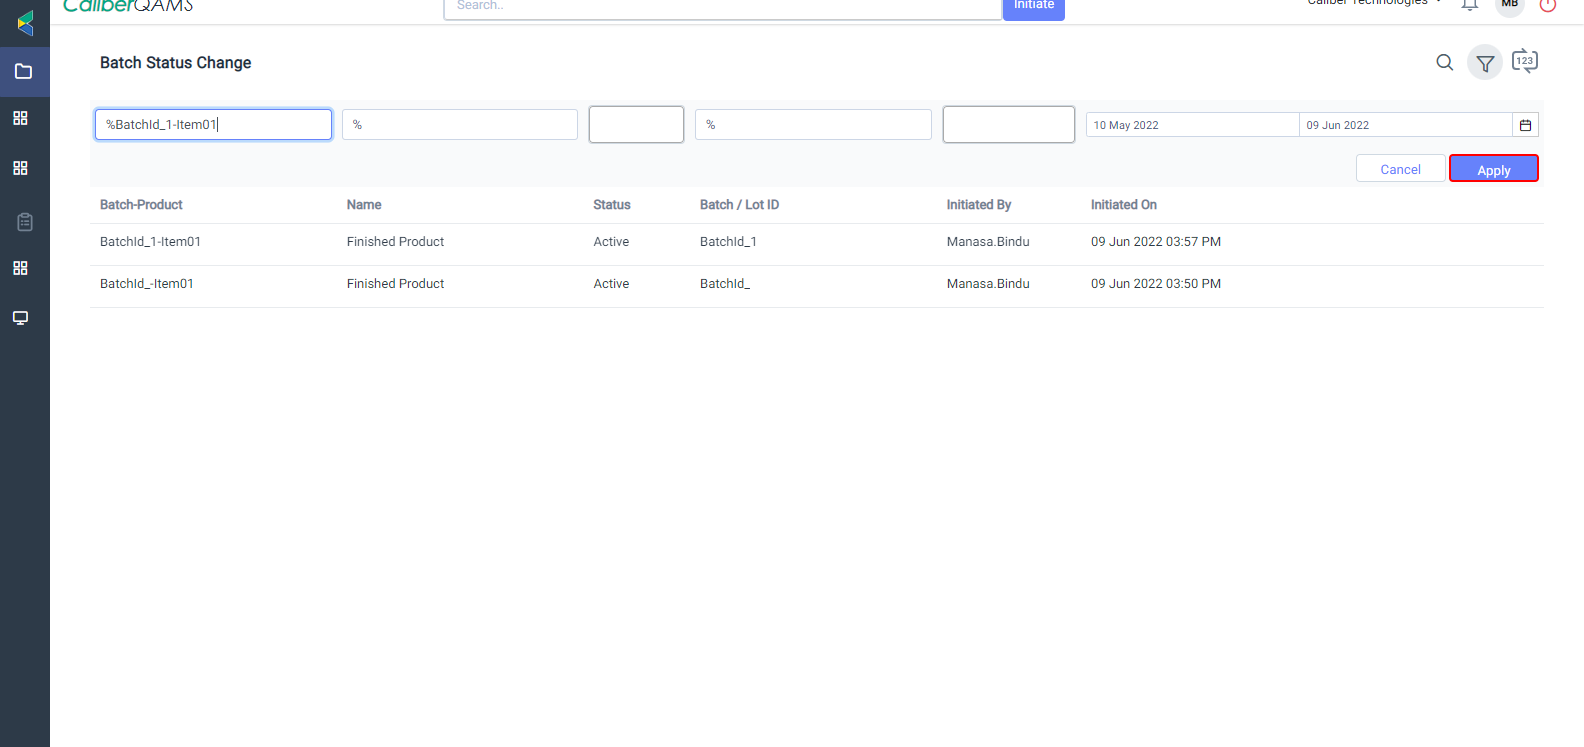 CaliberQAMS
Search..
Initiate
Caliber Technologies
MB
Batch Status Change
123
%BatchId_1-Item01
%
%
10 May 2022
09 Jun 2022
Cancel
Apply
Batch-Product Name Status Batch / Lot ID Initiated By Initiated On
BatchId_1-Item01 Finished Product Active BatchId_1 Manasa.Bindu 09 Jun 2022 03:57 PM
BatchId_-Item01 Finished Product Active BatchId_ Manasa.Bindu 09 Jun 2022 03:50 PM